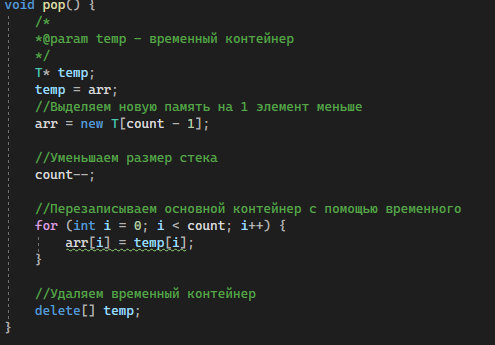 void pop() {
/*
*@param temp - временный контейнер
*/
T* temp;
temp = arr;
//Выделяем новую память на 1 элемент меньше
arr = new T[count - 1];
//Уменьшаем размер стека
count--;
//Перезаписываем основной контейнер с помощью временного
for (int i = 0; i < count; i++) {
arr[i] = temp[i];
}
//Удаляем временный контейнер
delete[] temp;
}